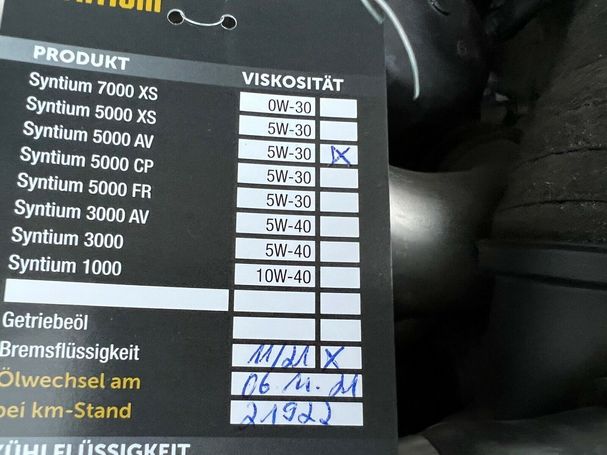 PRODUKT VISKOSITÄT
Syntium 7000 XS 0W-30
Syntium 5000 XS 5W-30
Syntium 5000 AV 5W-30 X
Syntium 5000 CP 5W-30
Syntium 5000 FR 5W-30
Syntium 3000 AV 5W-40
Syntium 3000 5W-40
Syntium 1000 10W-40
Getriebeöl
Bremsflüssigkeit 11/21 X
Ölwechsel am 06.11.21
bei km-Stand 21922
KÜHLFLÜSSIGKEIT